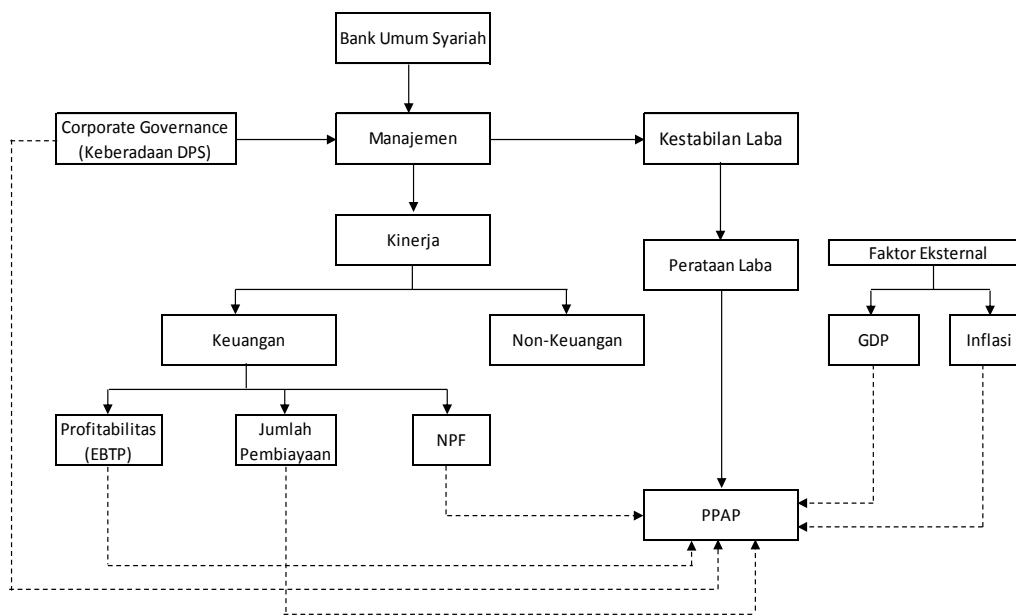 Bank Umum Syariah
Corporate Governance
(Keberadaan DPS)
Manajemen
Kestabilan Laba
Kinerja
Perataan Laba
Faktor Eksternal
Keuangan
Non-Keuangan
GDP
Inflasi
Profitabilitas
(EBTP)
Jumlah
Pembiayaan
NPF
PPAP